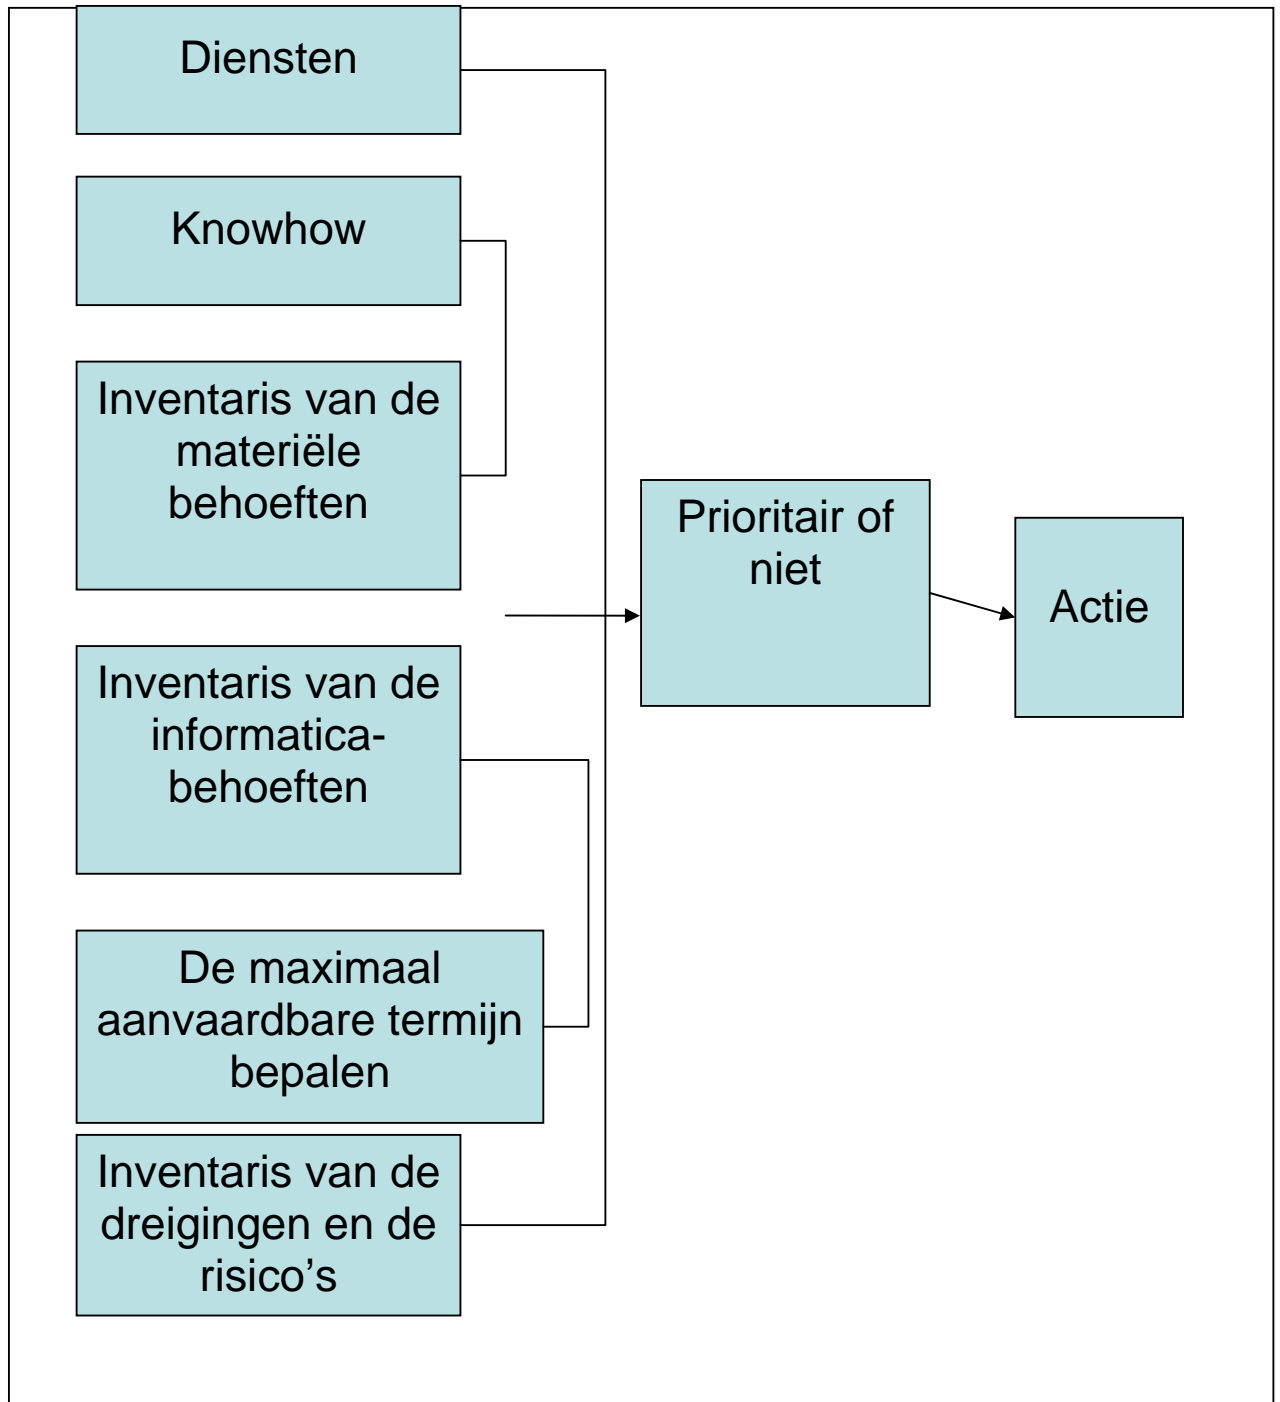 Diensten
Knowhow
Inventaris van de
materiële
behoeften
Prioritair of
niet
Actie
Inventaris van de
informatica-
behoeften
De maximaal
aanvaardbare termijn
bepalen
Inventaris van de
dreigingen en de
risico’s